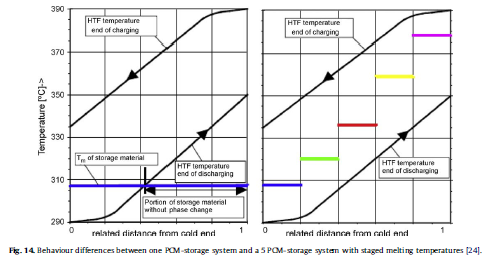 390
370
350
330
310
290
Temperature [°C]->
HTF temperature
end of charging
Tm of storage material
HTF temperature
end of discharging
Portion of storage material
without phase change
0
1
related distance from cold end
HTF temperature
end of charging
HTF temperature
end of discharging
0
1
related distance from cold end
Fig. 14. Behaviour differences between one PCM-storage system and a 5 PCM-storage system with staged melting temperatures [24].